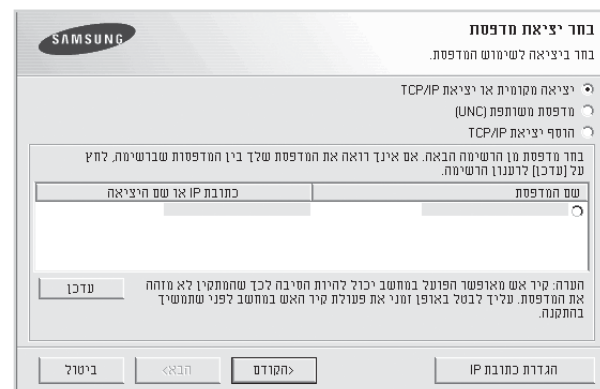 SAMSUNG
בחר יציאת מדפסת
בחר ביציאה לשימוש המדפסת.
יציאה מקומית או יציאת TCP/IP
מדפסת משותפת (UNC)
הוסף יציאת TCP/IP
בחר מדפסת מן הרשימה הבאה. אם אינך רואה את המדפסת שלך בין המדפסות שברשימה, לחץ
על [עדכן] לרענון הרשימה.
שם המדפסת
כתובת IP או שם היציאה
הערה: קיר אש מאופשר הפועל במחשב יכול להיות הסיבה לכך שהמתקין לא מזהה
את המדפסת. עליך לבטל באופן זמני את פעולת קיר האש במחשב לפני שתמשיך
בהתקנה.
עדכן
הגדרת כתובת IP
<הקודם
הבא>
ביטול